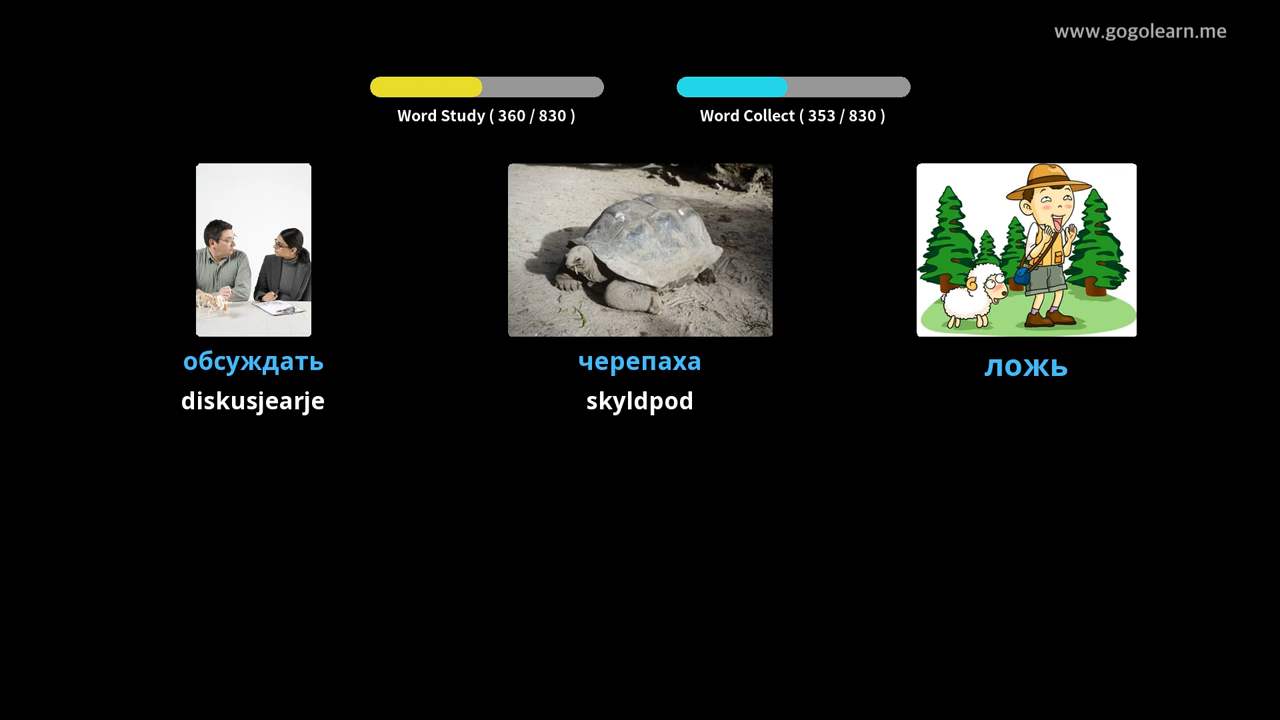 www.gogolearn.me
Word Study ( 360 / 830 )
Word Collect ( 353 / 830 )
обсуждать
diskusjearje
черепаха
skyldpod
ложь